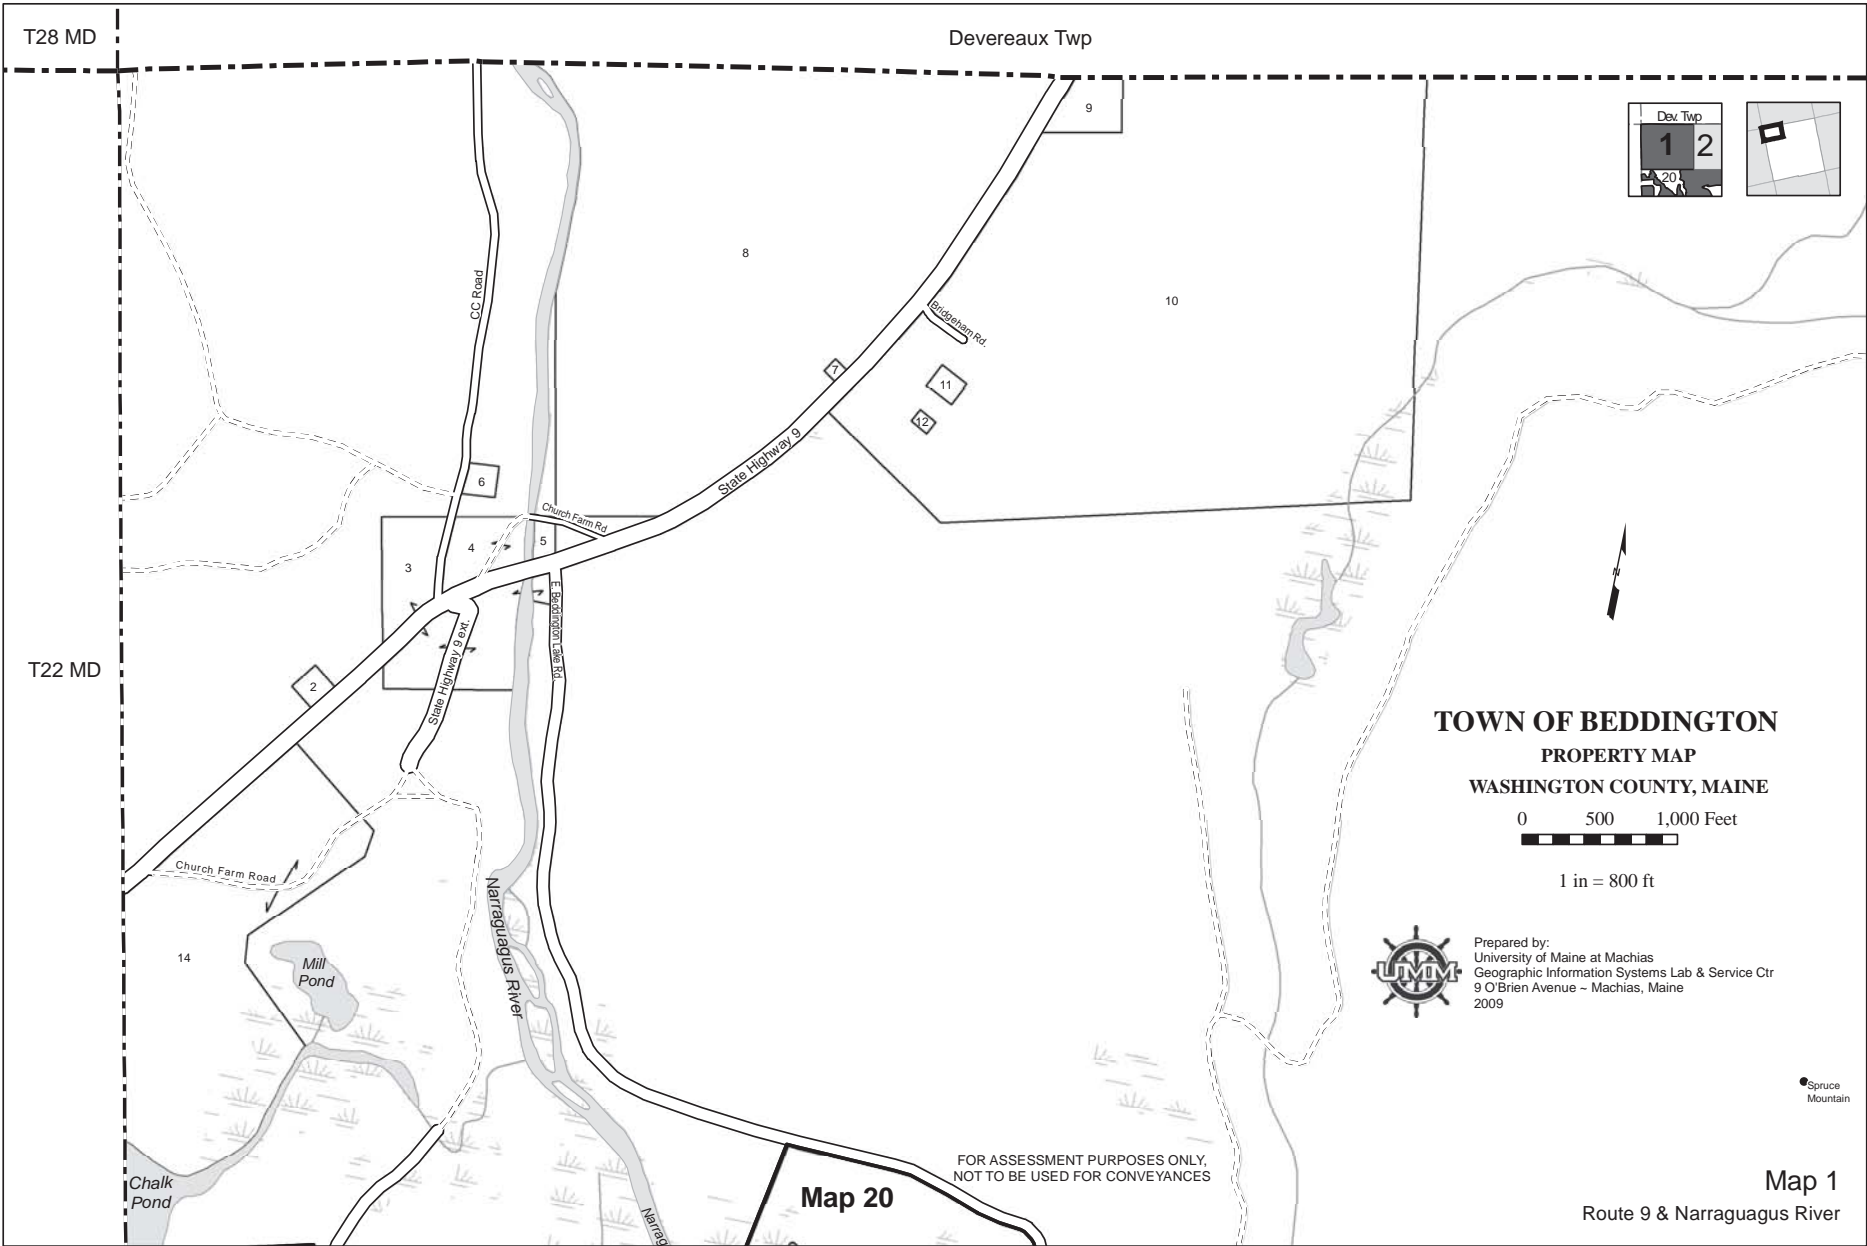 T28 MD
Devereaux Twp
9
Dev. Twp
1
2
20
8
CC Road
10
Bridgeham Rd.
7
11
12
State Highway 9
6
Church Farm Rd
4
5
3
E. Beddington Lake Rd.
State Highway 9 ext.
N
T22 MD
2
TOWN OF BEDDINGTON
PROPERTY MAP
WASHINGTON COUNTY, MAINE
0 500 1,000 Feet
1 in = 800 ft
Church Farm Road
Narraguagus River
14
Mill
Pond
UMM
Prepared by:
University of Maine at Machias
Geographic Information Systems Lab & Service Ctr
9 O'Brien Avenue ~ Machias, Maine
2009
Spruce
Mountain
FOR ASSESSMENT PURPOSES ONLY,
NOT TO BE USED FOR CONVEYANCES
Chalk
Pond
Map 20
Narrag
Map 1
Route 9 & Narraguagus River